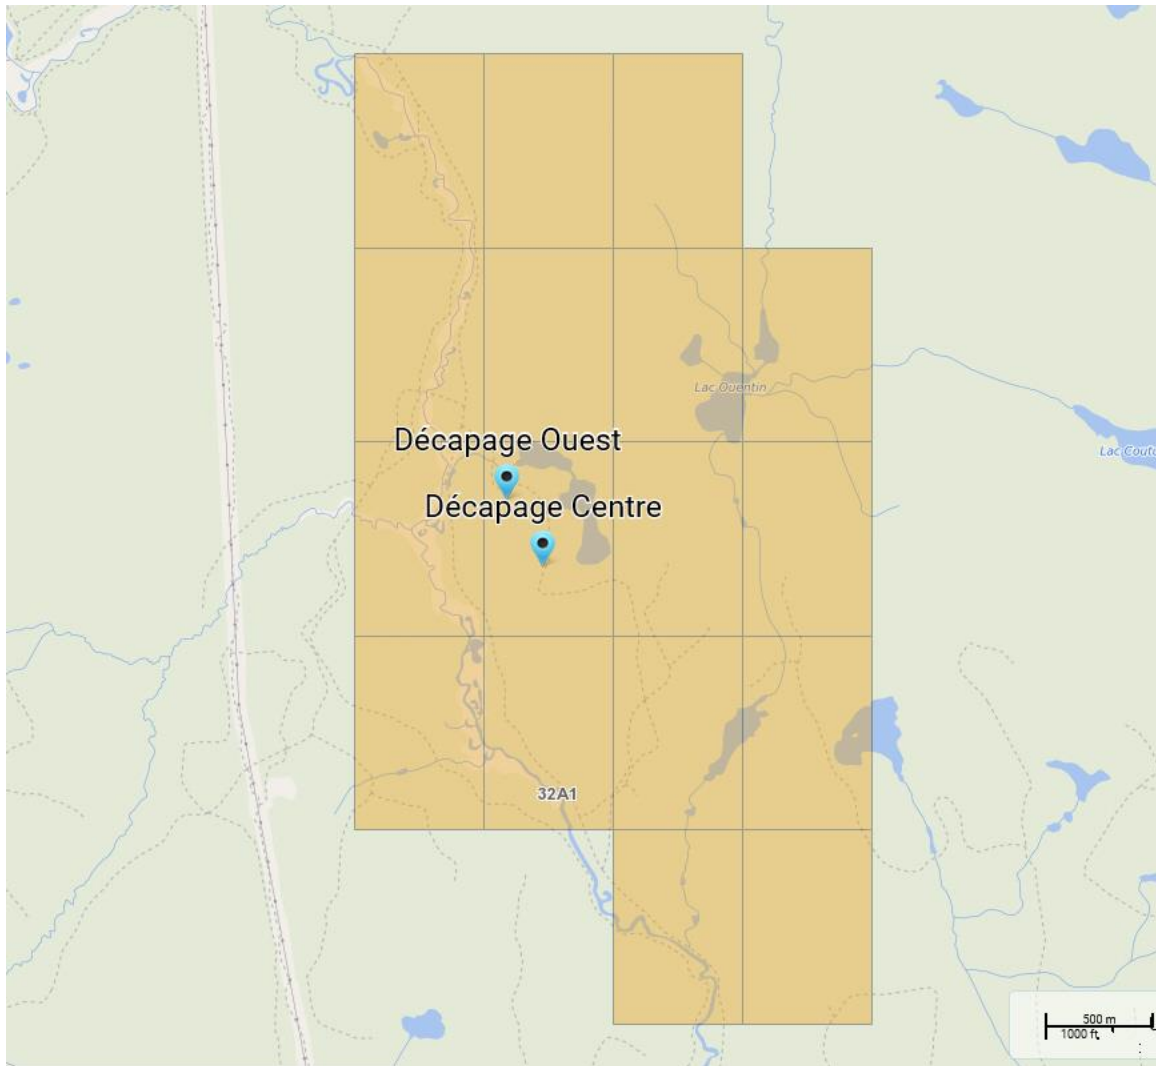 Lac Quentin
Décapage Ouest
Lac Coutu
Décapage Centre
32A1
500 m
1000 ft.